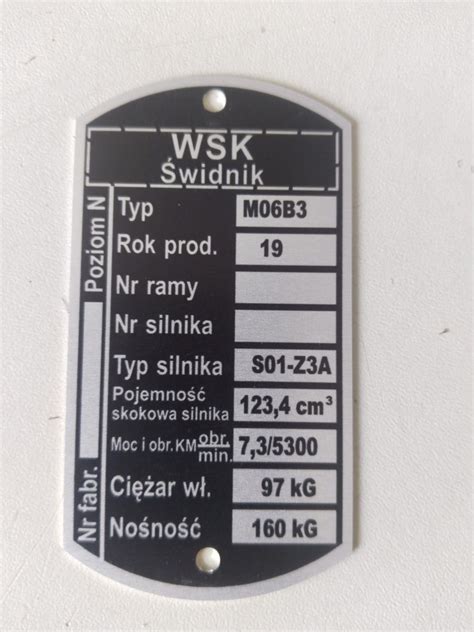 WSK
Świdnik
Poziom N
Nr fabr.
Typ M06B3
Rok prod. 19
Nr ramy
Nr silnika
Typ silnika S01-Z3A
Pojemność
skokowa silnika 123,4 cm³
Moc i obr. KM obr./min. 7,3/5300
Ciężar wł. 97 kG
Nośność 160 kG